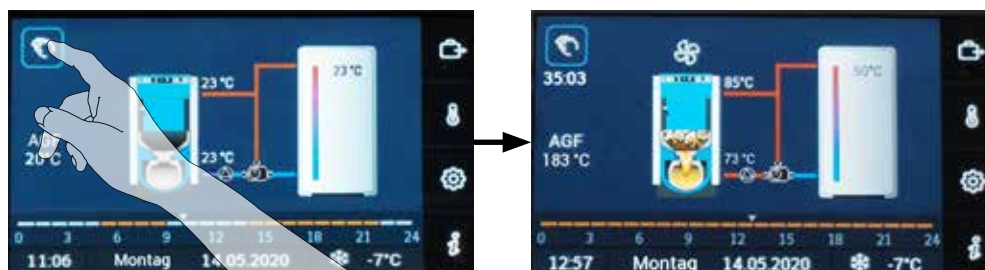 23 °C
23 °C
AGF
20°C
23 °C
0 3 6 9 12 15 18 21 24
11:06 Montag 14.05.2020 -7°C
35:03
85°C
90°C
AGF
183 °C
73 °C
0 3 6 9 12 15 18 21 24
12:57 Montag 14.05.2020 -7°C